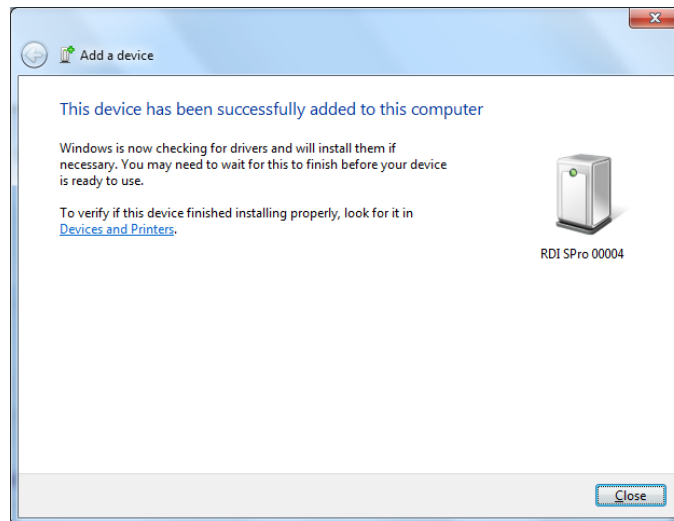 Add a device
This device has been successfully added to this computer
Windows is now checking for drivers and will install them if
necessary. You may need to wait for this to finish before your device
is ready to use.
To verify if this device finished installing properly, look for it in
Devices and Printers.
RDI SPro 00004
Close